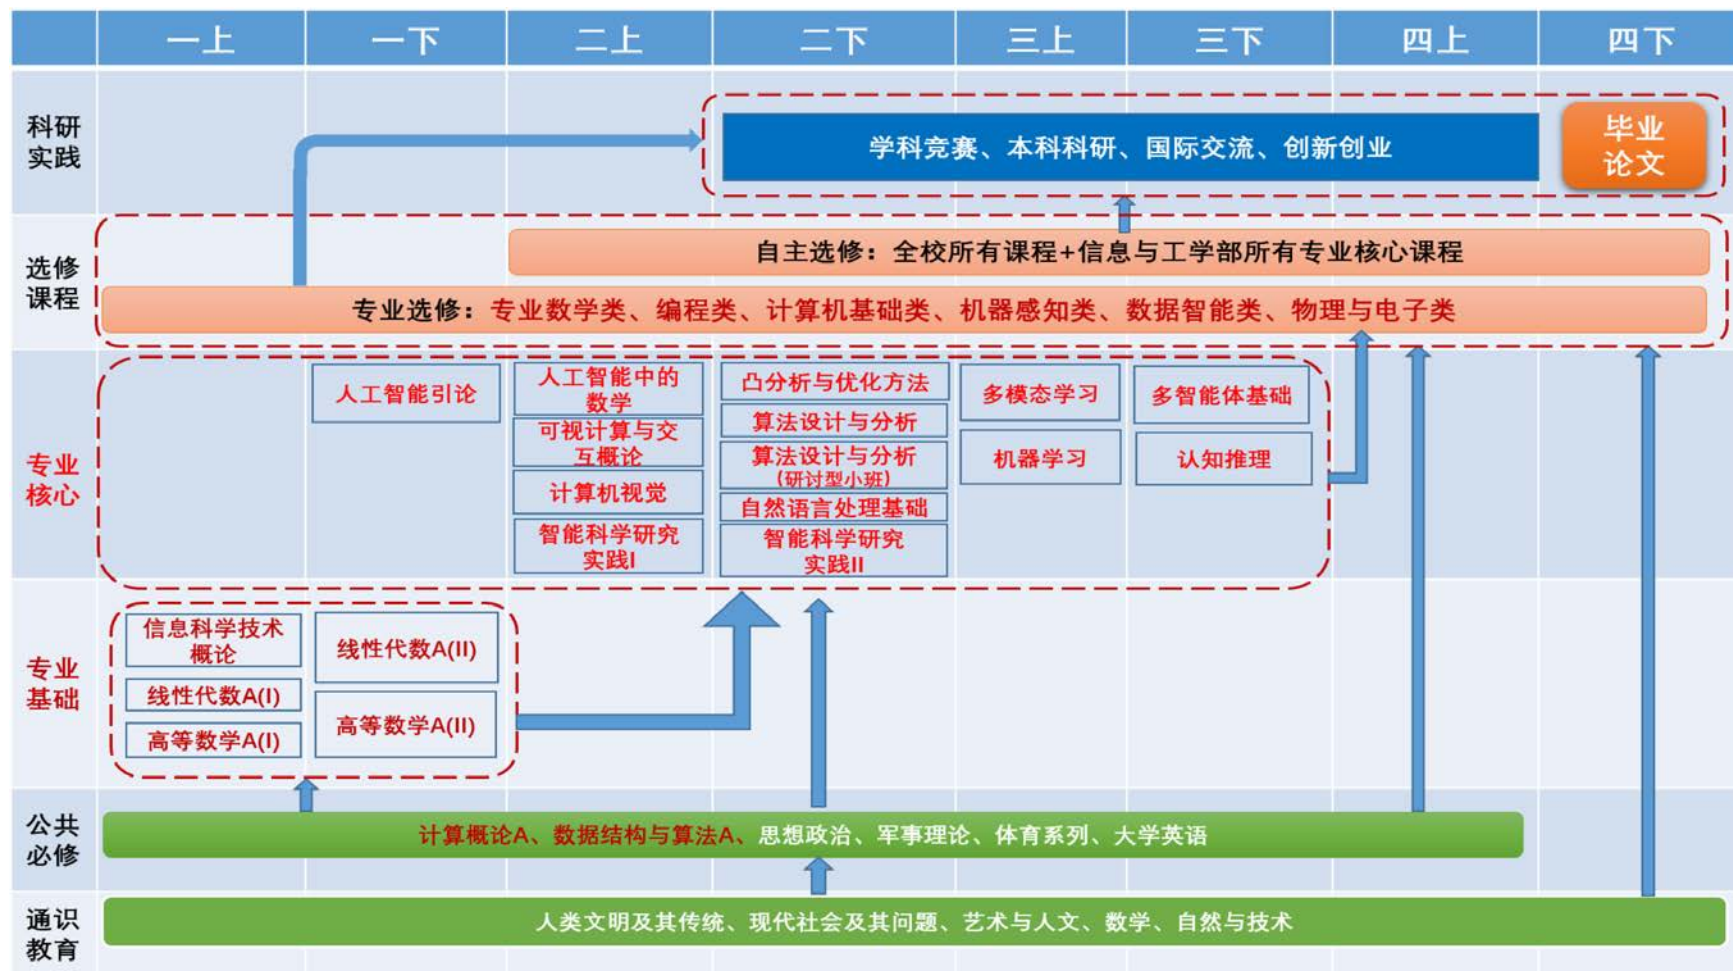 一上
一下
二上
二下
三上
三下
四上
四下
科研
实践
学科竞赛、本科科研、国际交流、创新创业
毕业
论文
选修
课程
自主选修：全校所有课程+信息与工学部所有专业核心课程
专业选修：专业数学类、编程类、计算机基础类、机器感知类、数据智能类、物理与电子类
专业
核心
人工智能引论
人工智能中的
数学
可视计算与交
互概论
计算机视觉
智能科学研究
实践I
凸分析与优化方法
算法设计与分析
算法设计与分析
(研讨型小班)
自然语言处理基础
智能科学研究
实践II
多模态学习
机器学习
多智能体基础
认知推理
专业
基础
信息科学技术
概论
线性代数A(I)
高等数学A(I)
线性代数A(II)
高等数学A(II)
公共
必修
计算概论A、数据结构与算法A、思想政治、军事理论、体育系列、大学英语
通识
教育
人类文明及其传统、现代社会及其问题、艺术与人文、数学、自然与技术